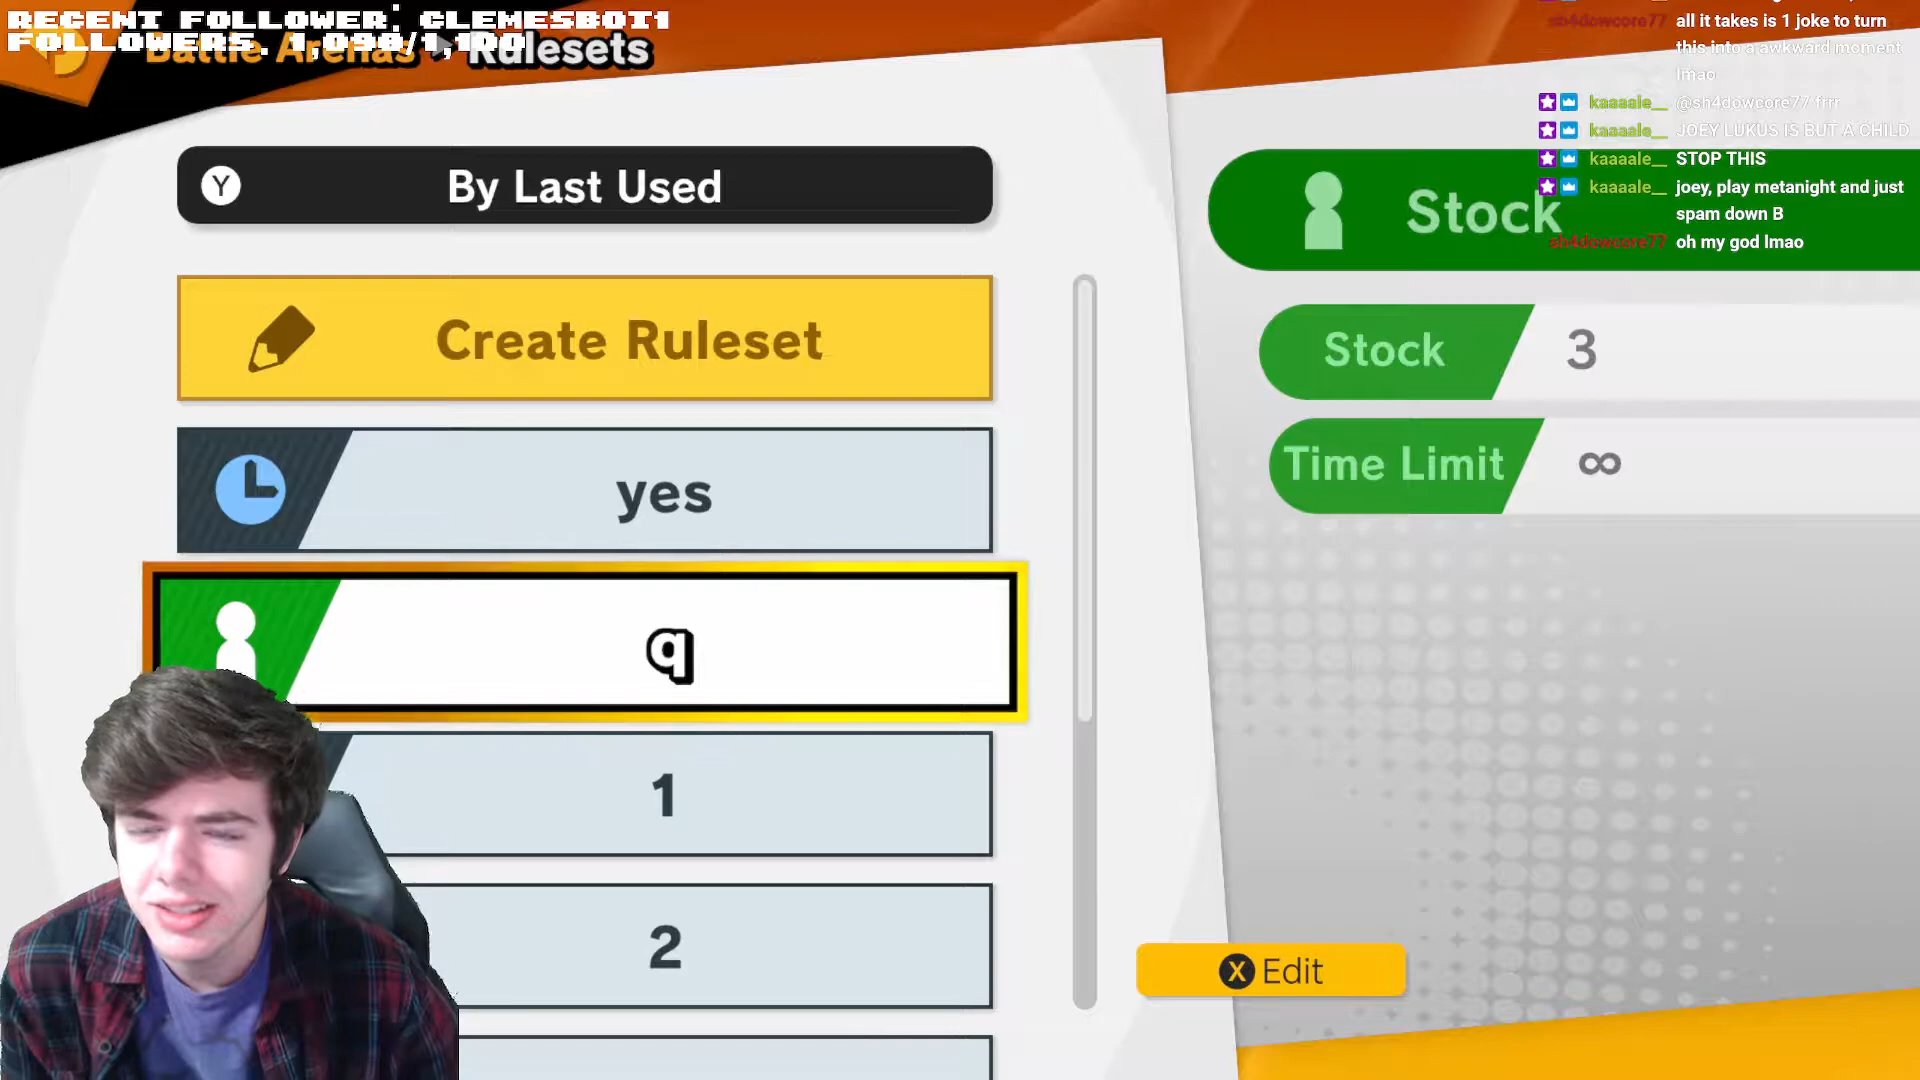 RECENT FOLLOWER: CLEMESBOT1
FOLLOWERS. 1,098/1,100
Battle Arenas ▶ Rulesets
Y By Last Used
Create Ruleset
yes
q
1
2
Stock
Stock 3
Time Limit ∞
X Edit
sh4dowcore77 all it takes is 1 joke to turn
this into a awkward moment
lmao
kaaaale__ @sh4dowcore77 frrr
kaaaale__ JOEY LUKUS IS BUT A CHILD
kaaaale__ STOP THIS
kaaaale__ joey, play metanight and just
spam down B
sh4dowcore77 oh my god lmao